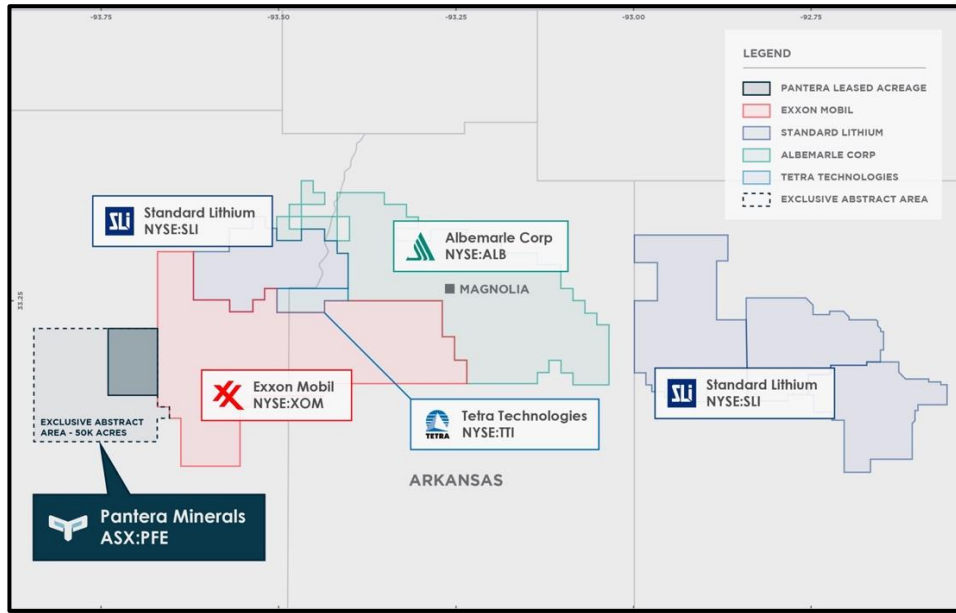 -93.75
-93.50
-93.25
-93.00
-92.75
LEGEND
PANTERA LEASED ACREAGE
EXXON MOBIL
STANDARD LITHIUM
ALBEMARLE CORP
TETRA TECHNOLOGIES
EXCLUSIVE ABSTRACT AREA
SLi
Standard Lithium
NYSE:SLI
Albemarle Corp
NYSE:ALB
MAGNOLIA
33.25
Exxon Mobil
NYSE:XOM
SLi
Standard Lithium
NYSE:SLI
TETRA
Tetra Technologies
NYSE:TTI
EXCLUSIVE ABSTRACT
AREA - 50K ACRES
ARKANSAS
Pantera Minerals
ASX:PFE